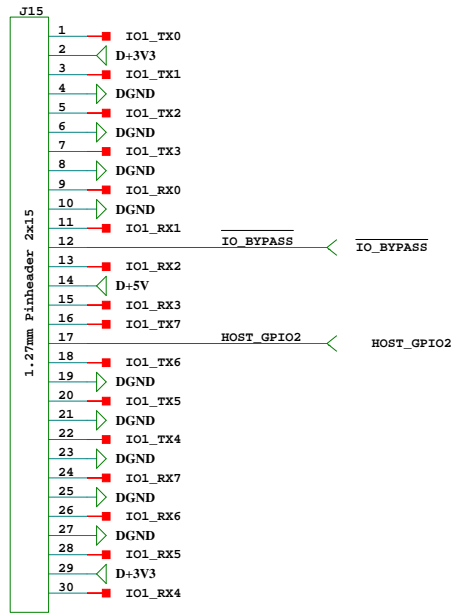 J15
1 IO1_TX0
2 D+3V3
3 IO1_TX1
4 DGND
5 IO1_TX2
6 DGND
7 IO1_TX3
8 DGND
9 IO1_RX0
10 DGND
11 IO1_RX1
12 IO_BYPASS IO_BYPASS
13 IO1_RX2
14 D+5V
15 IO1_RX3
16 IO1_TX7
17 HOST_GPIO2 HOST_GPIO2
18 IO1_TX6
19 DGND
20 IO1_TX5
21 DGND
22 IO1_TX4
23 DGND
24 IO1_RX7
25 DGND
26 IO1_RX6
27 DGND
28 IO1_RX5
29 D+3V3
30 IO1_RX4
1.27mm Pinheader 2x15